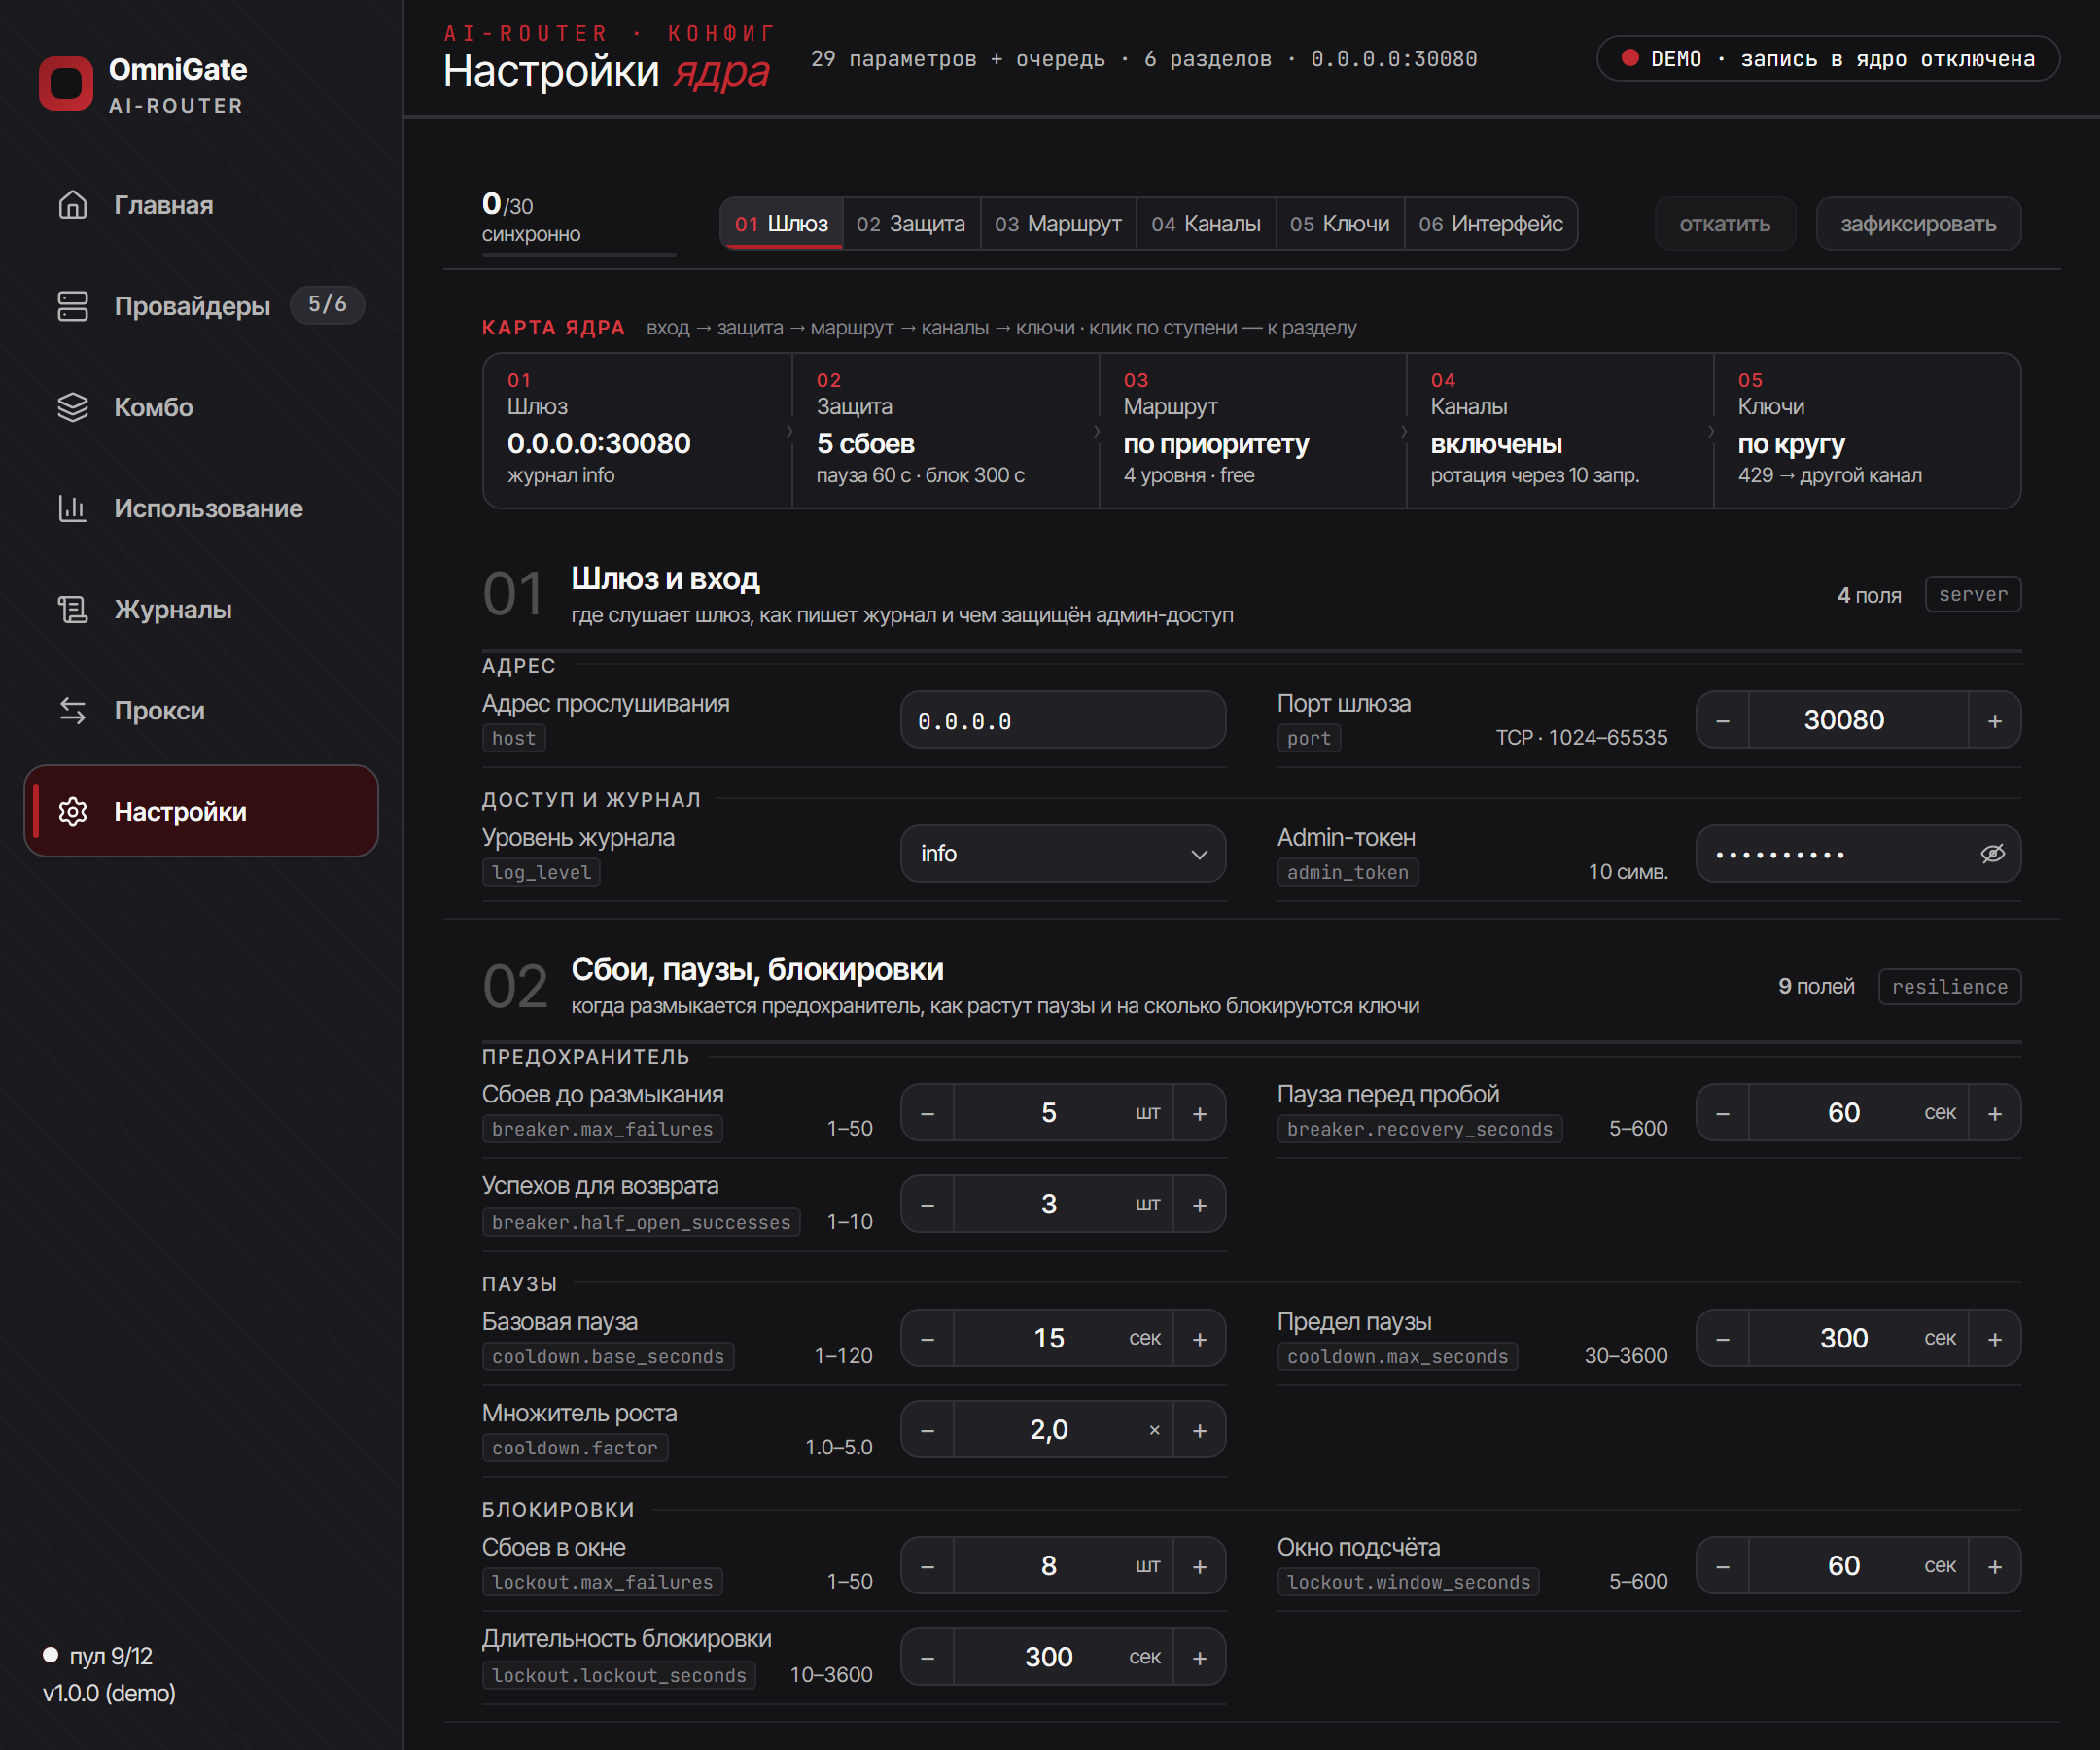 OmniGate
AI-ROUTER
Главная
Провайдеры 5/6
Комбо
Использование
Журналы
Прокси
Настройки
пул 9/12
v1.0.0 (demo)
AI-ROUTER · КОНФИГ
Настройки ядра
29 параметров + очередь · 6 разделов · 0.0.0.0:30080
DEMO · запись в ядро отключена
0/30
синхронно
01 Шлюз 02 Защита 03 Маршрут 04 Каналы 05 Ключи 06 Интерфейс
откатить зафиксировать
КАРТА ЯДРА вход → защита → маршрут → каналы → ключи · клик по ступени — к разделу
01
Шлюз
0.0.0.0:30080
журнал info
02
Защита
5 сбоев
пауза 60 с · блок 300 с
03
Маршрут
по приоритету
4 уровня · free
04
Каналы
включены
ротация через 10 запр.
05
Ключи
по кругу
429 → другой канал
01 Шлюз и вход
где слушает шлюз, как пишет журнал и чем защищён админ-доступ
4 поля server
АДРЕС
Адрес прослушивания
host
0.0.0.0
Порт шлюза
port TCP · 1024–65535
− 30080 +
ДОСТУП И ЖУРНАЛ
Уровень журнала
log_level
info
Admin-токен
admin_token 10 симв.
••••••••••
02 Сбои, паузы, блокировки
когда размыкается предохранитель, как растут паузы и на сколько блокируются ключи
9 полей resilience
ПРЕДОХРАНИТЕЛЬ
Сбоев до размыкания
breaker.max_failures 1–50
− 5 шт +
Пауза перед пробой
breaker.recovery_seconds 5–600
− 60 сек +
Успехов для возврата
breaker.half_open_successes 1–10
− 3 шт +
ПАУЗЫ
Базовая пауза
cooldown.base_seconds 1–120
− 15 сек +
Предел паузы
cooldown.max_seconds 30–3600
− 300 сек +
Множитель роста
cooldown.factor 1.0–5.0
− 2,0 × +
БЛОКИРОВКИ
Сбоев в окне
lockout.max_failures 1–50
− 8 шт +
Окно подсчёта
lockout.window_seconds 5–600
− 60 сек +
Длительность блокировки
lockout.lockout_seconds 10–3600
− 300 сек +